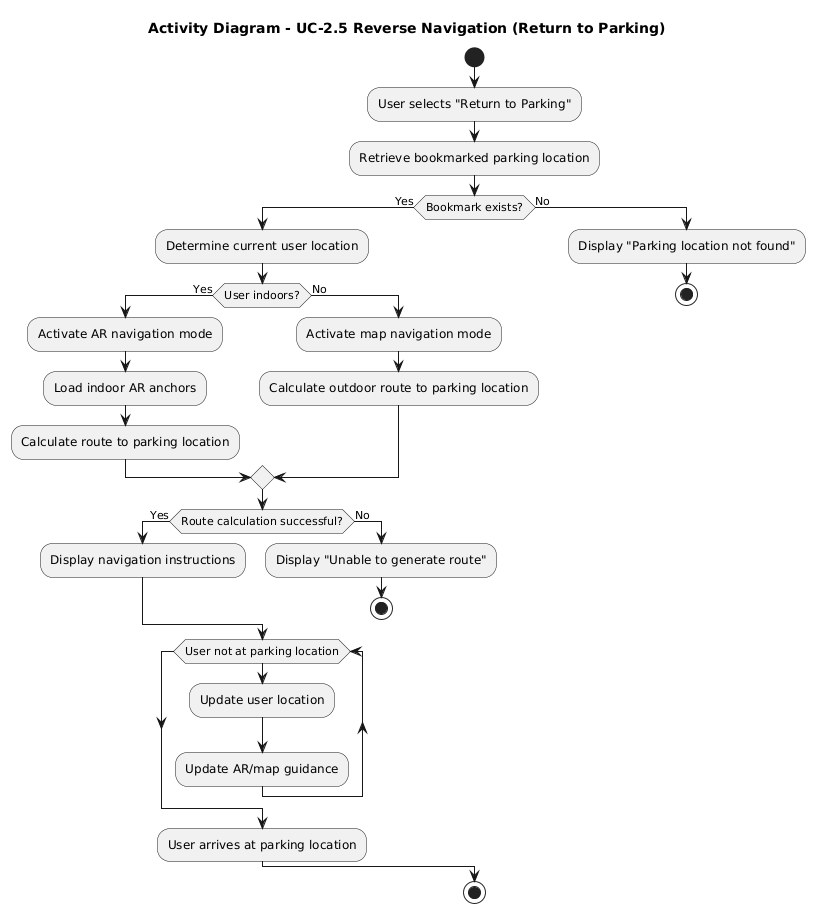 Activity Diagram - UC-2.5 Reverse Navigation (Return to Parking)
User selects "Return to Parking"
Retrieve bookmarked parking location
Yes
Bookmark exists?
No
Determine current user location
Display "Parking location not found"
Yes
User indoors?
No
Activate AR navigation mode
Activate map navigation mode
Load indoor AR anchors
Calculate outdoor route to parking location
Calculate route to parking location
Yes
Route calculation successful?
No
Display navigation instructions
Display "Unable to generate route"
User not at parking location
Update user location
Update AR/map guidance
User arrives at parking location